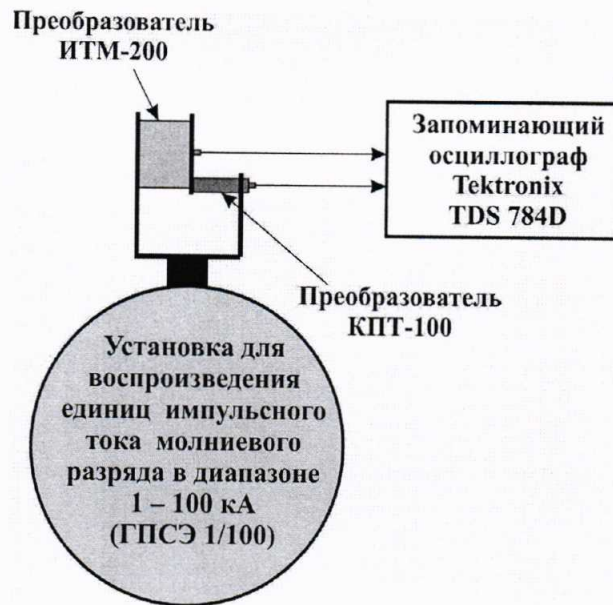 Преобразователь
ИТМ-200
Запоминающий
осциллограф
Tektronix
TDS 784D
Преобразователь
КПТ-100
Установка для
воспроизведения
единиц импульсного
тока молниевого
разряда в диапазоне
1 – 100 кА
(ГПСЭ 1/100)